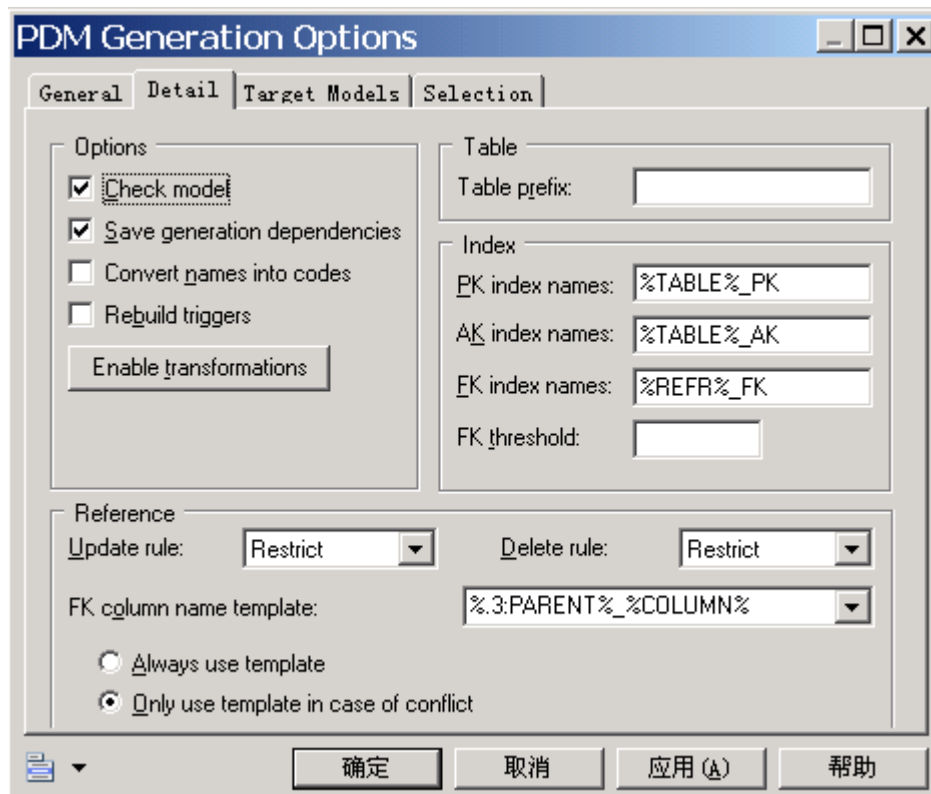 PDM Generation Options
General Detail Target Models Selection
Options
Check model
Save generation dependencies
Convert names into codes
Rebuild triggers
Enable transformations
Table
Table prefix:
Index
PK index names: %TABLE%_PK
AK index names: %TABLE%_AK
FK index names: %REFR%_FK
FK threshold:
Reference
Update rule: Restrict Delete rule: Restrict
FK column name template: %.3:PARENT%_%COLUMN%
Always use template
Only use template in case of conflict
确定 取消 应用(A) 帮助